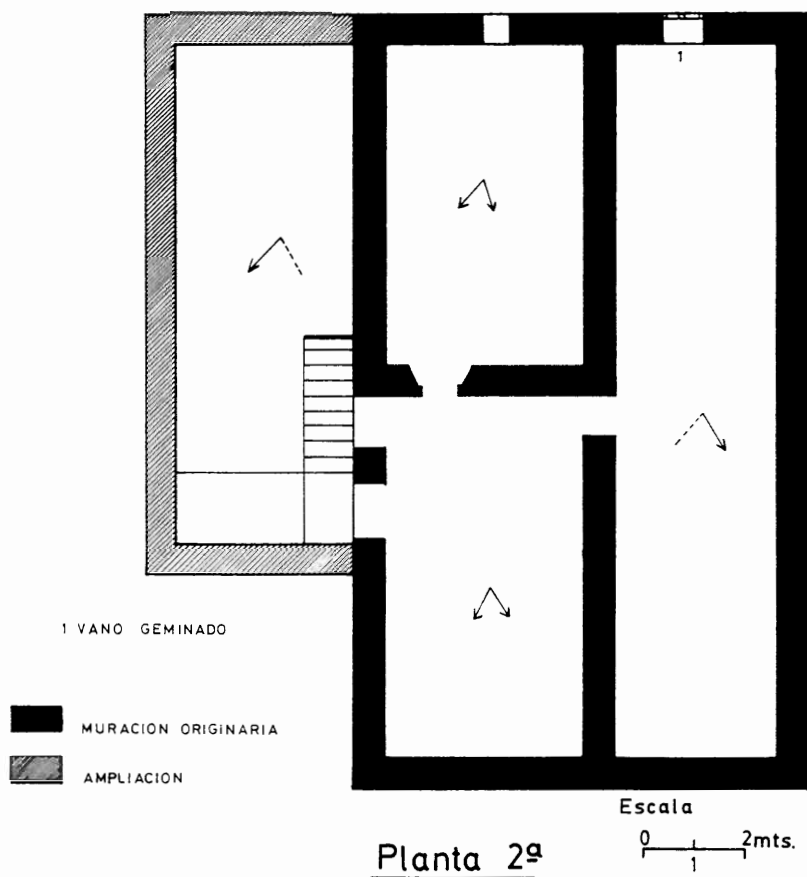 1
1 VANO GEMINADO
MURACION ORIGINARIA
AMPLIACION
Escala
0 2mts.
1
Planta 2ª